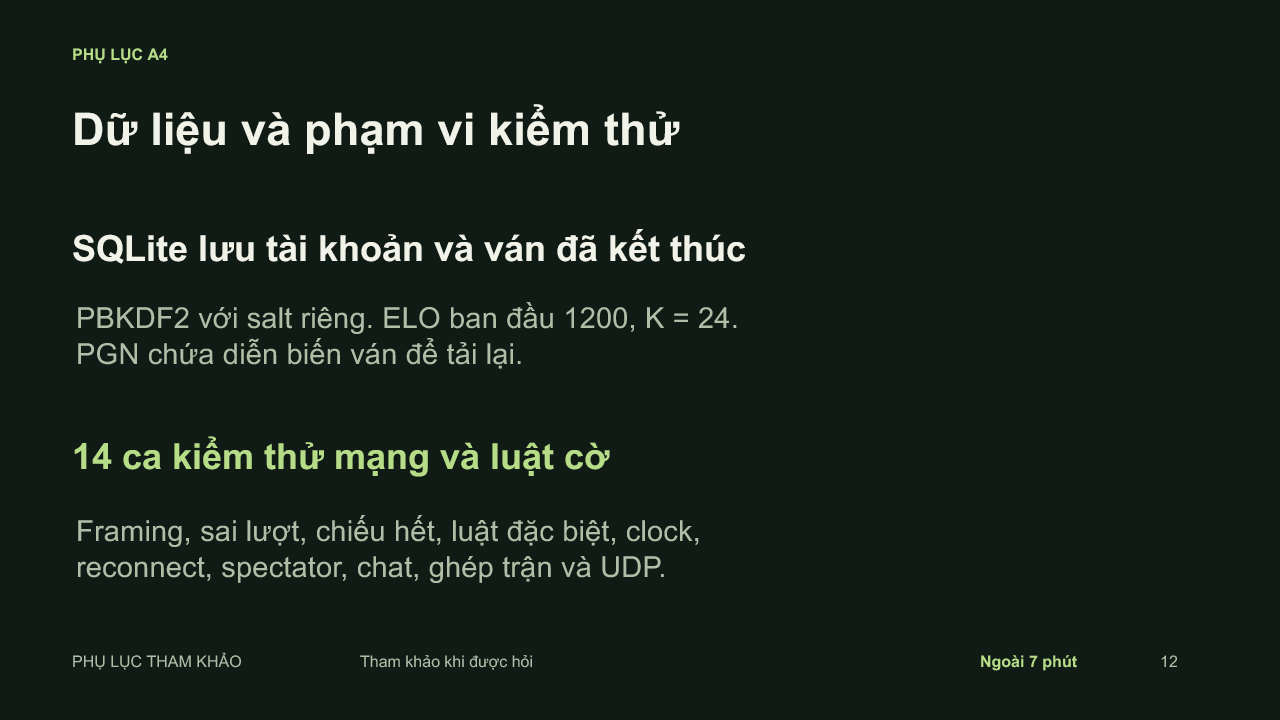 PHỤ LỤC A4
Dữ liệu và phạm vi kiểm thử
SQLite lưu tài khoản và ván đã kết thúc
PBKDF2 với salt riêng. ELO ban đầu 1200, K = 24.
PGN chứa diễn biến ván để tải lại.
14 ca kiểm thử mạng và luật cờ
Framing, sai lượt, chiếu hết, luật đặc biệt, clock,
reconnect, spectator, chat, ghép trận và UDP.
PHỤ LỤC THAM KHẢO
Tham khảo khi được hỏi
Ngoài 7 phút
12